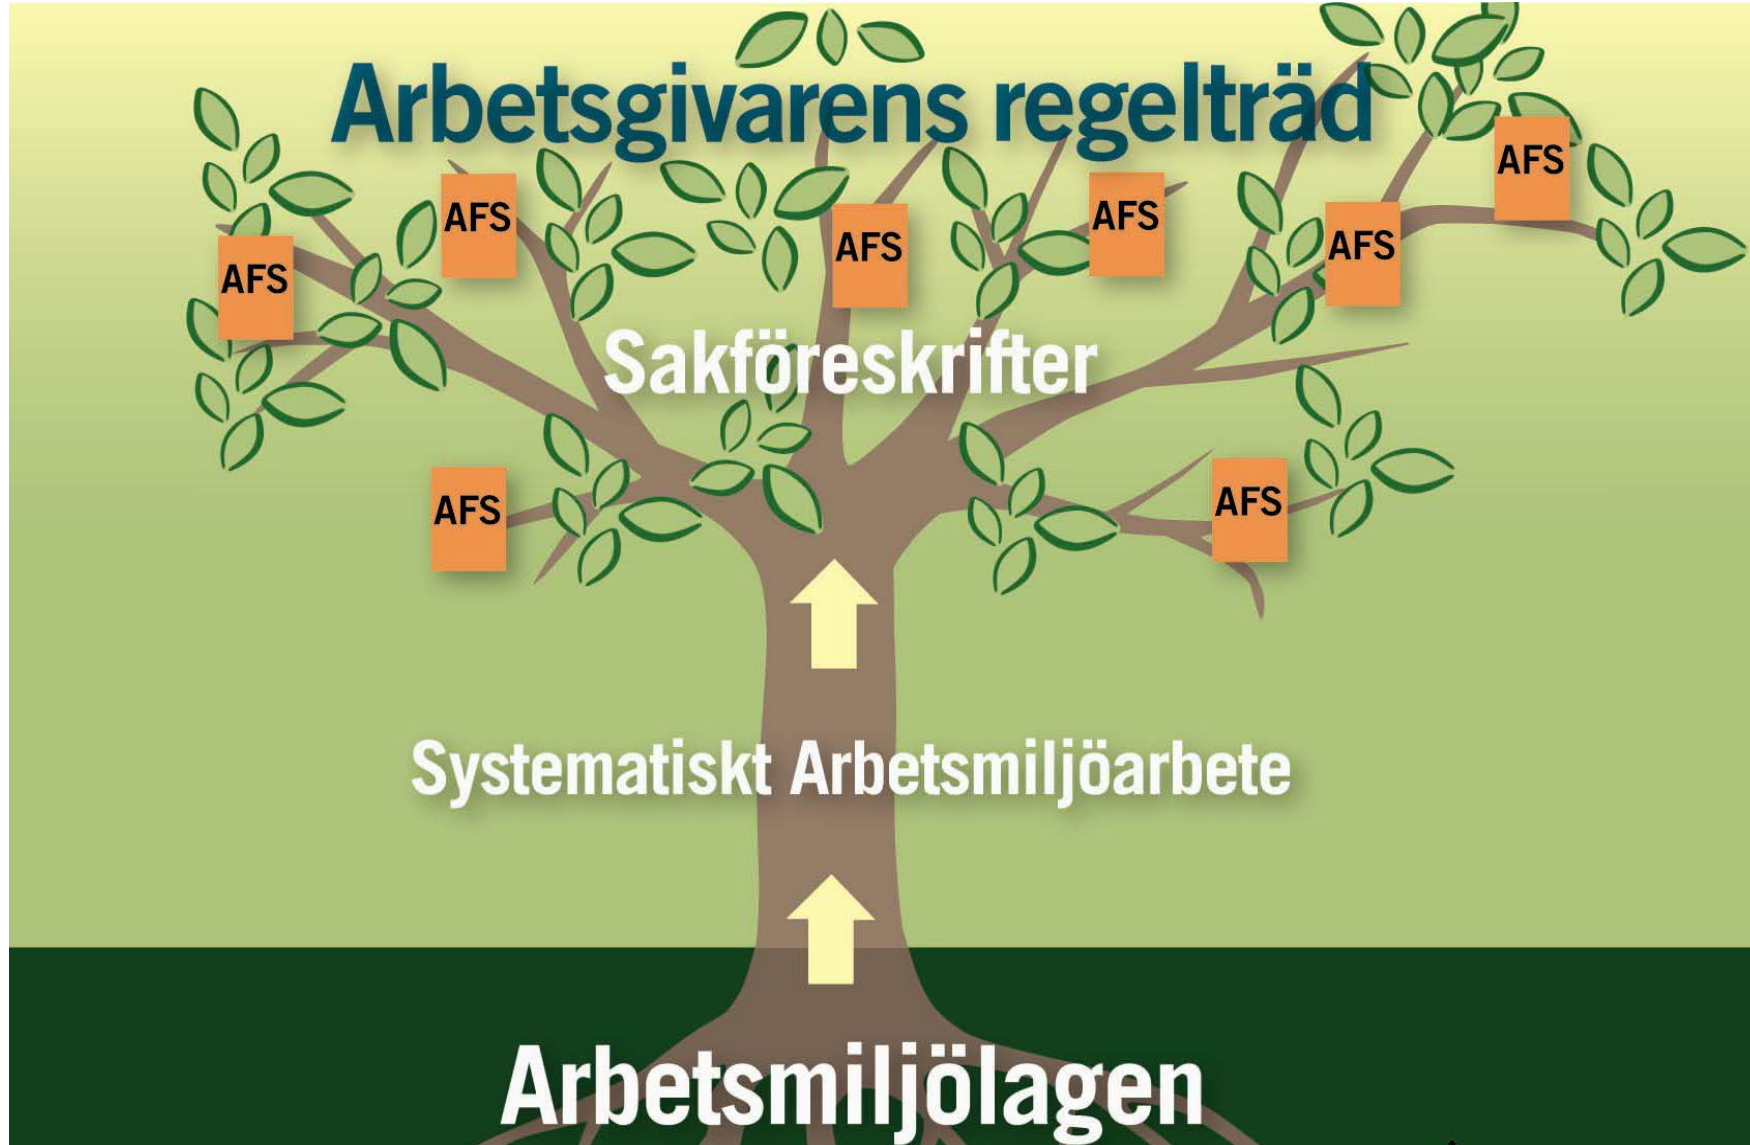 Arbetsgivarens regelträd
AFS
AFS
AFS
AFS
AFS
AFS
AFS
Sakföreskrifter
AFS
AFS
Systematiskt Arbetsmiljöarbete
Arbetsmiljölagen